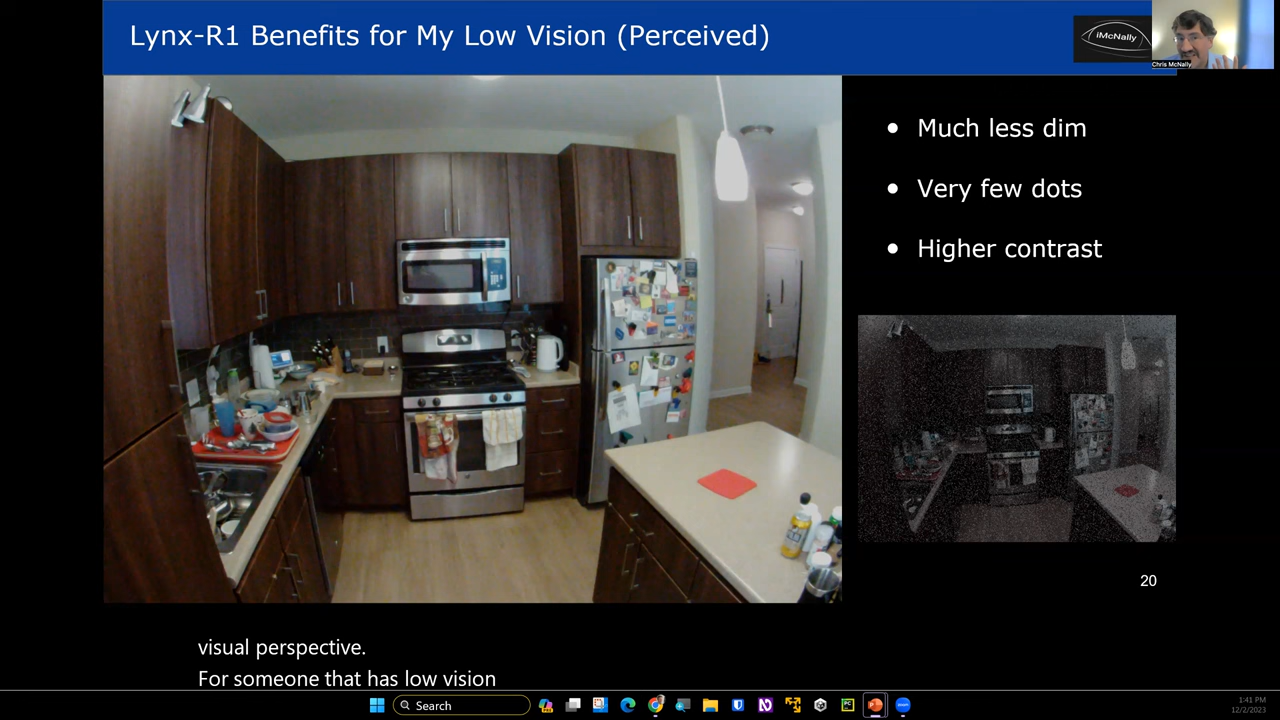 Lynx-R1 Benefits for My Low Vision (Perceived)
iMcNally
Chris McNally
• Much less dim
• Very few dots
• Higher contrast
20
visual perspective.
For someone that has low vision
Search
1:41 PM
12/2/2023